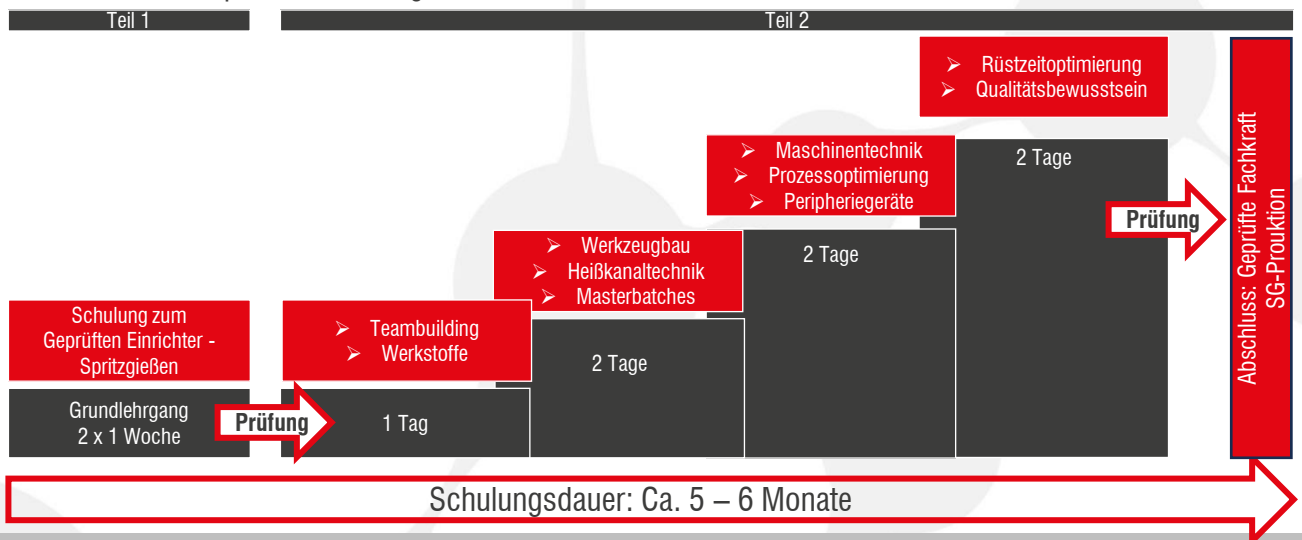 Teil 1
Teil 2
➢ Rüstzeitoptimierung
➢ Qualitätsbewusstsein
2 Tage
➢ Maschinentechnik
➢ Prozessoptimierung
➢ Peripheriegeräte
2 Tage
➢ Werkzeugbau
➢ Heißkanaltechnik
➢ Masterbatches
2 Tage
Schulung zum
Geprüften Einrichter -
Spritzgießen
➢ Teambuilding
➢ Werkstoffe
Grundlehrgang
2 x 1 Woche
Prüfung
1 Tag
Prüfung
Abschluss: Geprüfte Fachkraft
SG-Prouktion
Schulungsdauer: Ca. 5 – 6 Monate